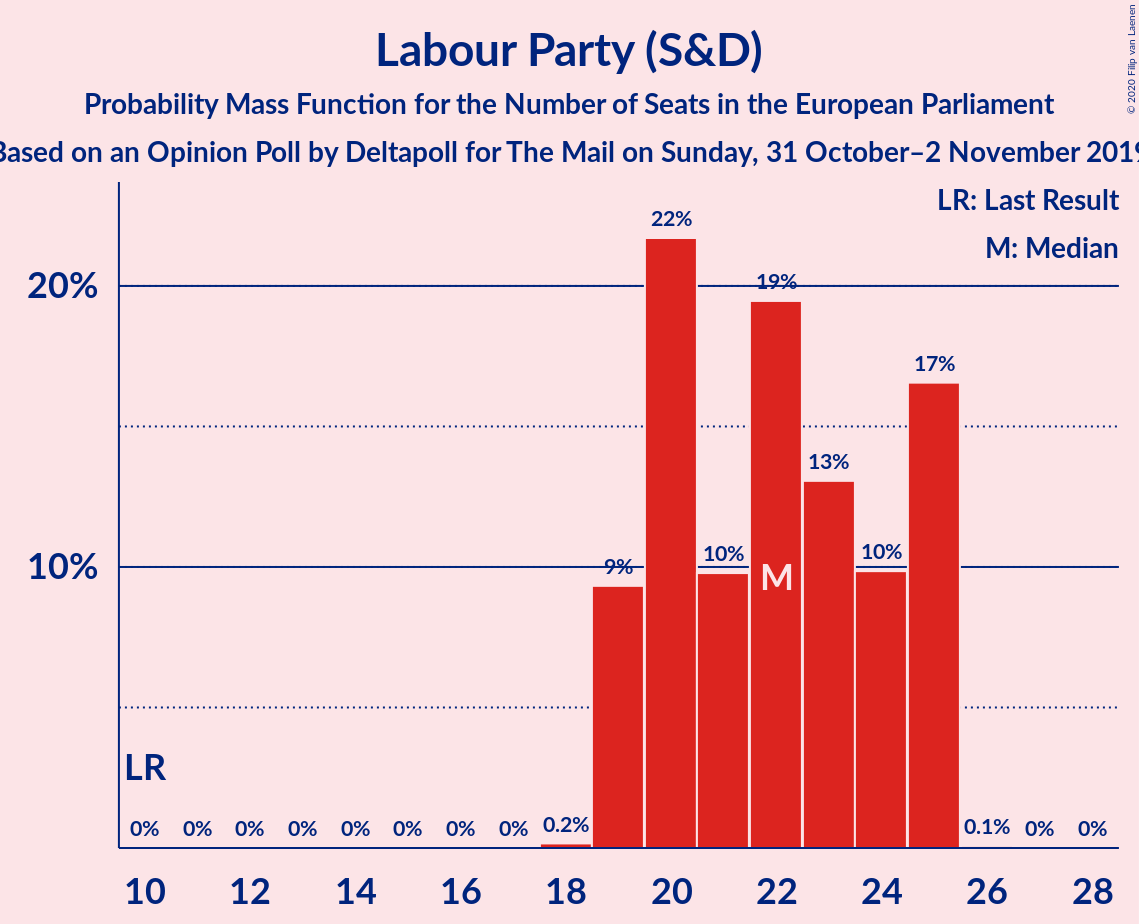 © 2020 Filip van Laenen
Labour Party (S&D)
Probability Mass Function for the Number of Seats in the European Parliament
Based on an Opinion Poll by Deltapoll for The Mail on Sunday, 31 October–2 November 2019
LR: Last Result
M: Median
22%
20%
19%
17%
13%
10%
10%
10%
9%
M
LR
0%
0%
0%
0%
0%
0%
0%
0%
0.2%
0.1%
0%
0%
10 12 14 16 18 20 22 24 26 28